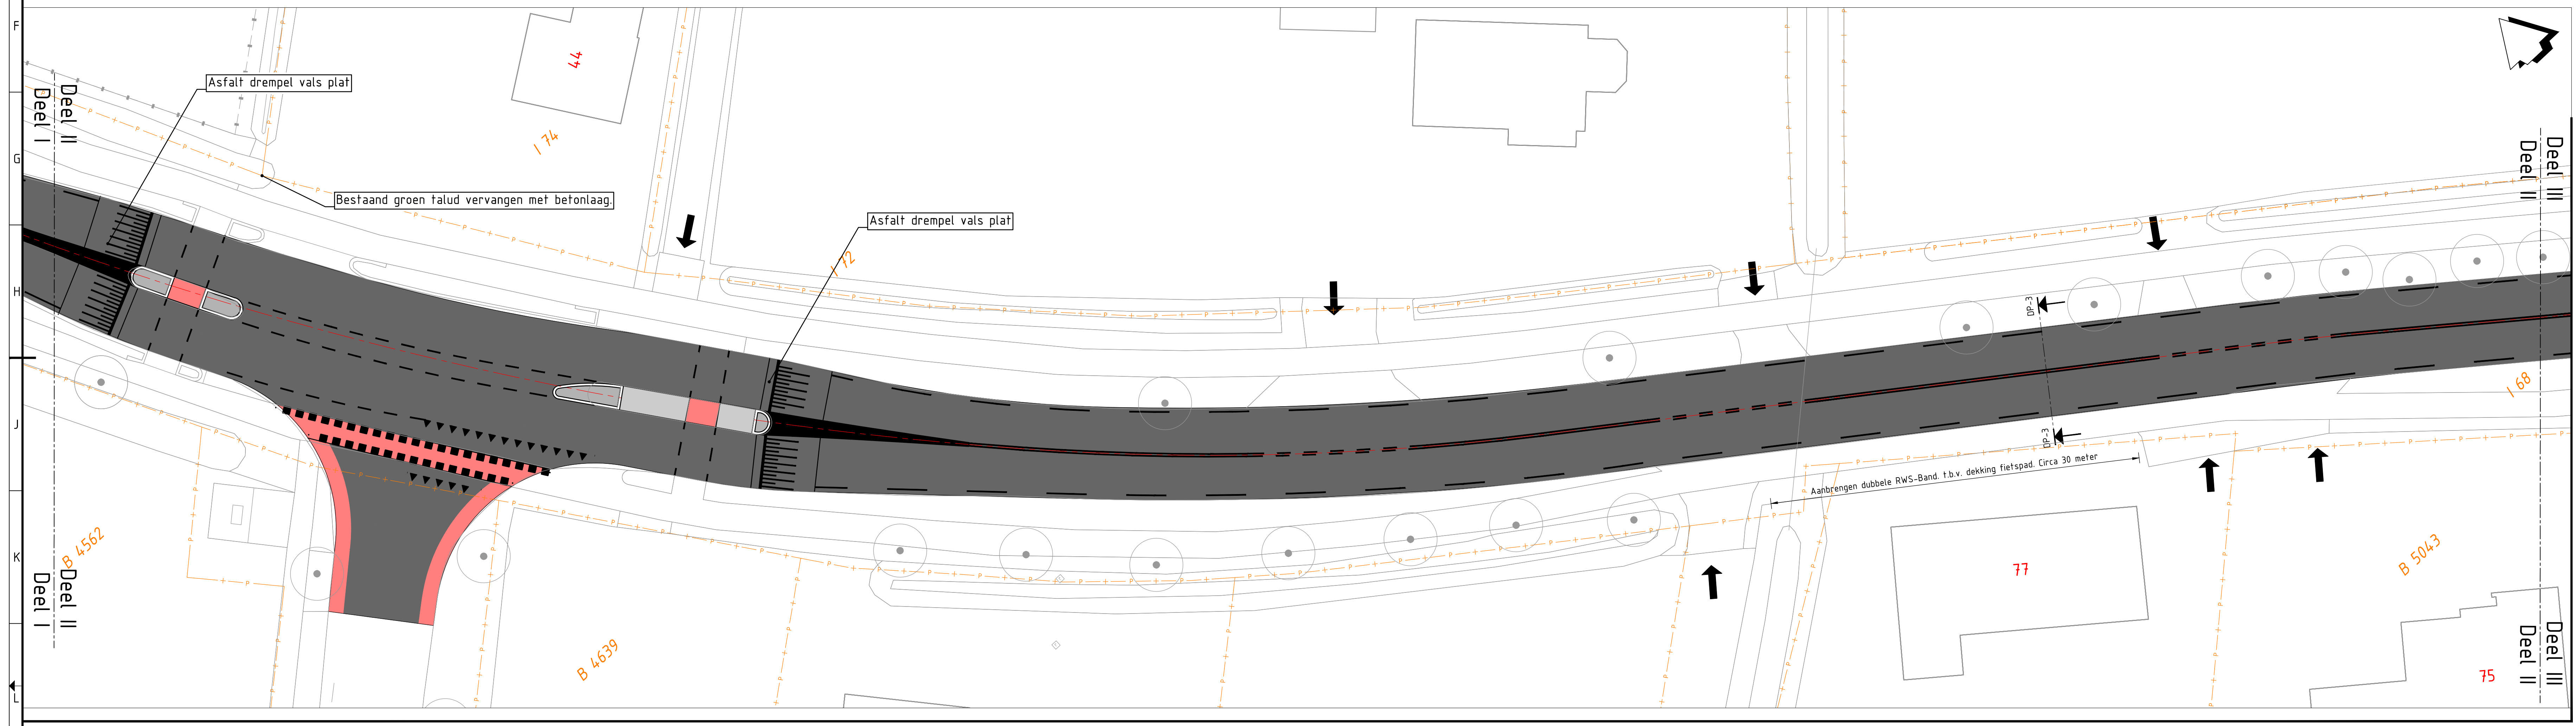 F
G
H
J
K
L
Deel II
Deel I
Asfalt drempel vals plat
44
I 74
Bestaand groen talud vervangen met betonlaag.
Asfalt drempel vals plat
I 72
Deel III
Deel II
DP-3
DP-3
I 68
Aanbrengen dubbele RWS-Band. t.b.v. dekking fietspad. Circa 30 meter
B 4562
Deel II
Deel I
B 4639
77
B 5043
75
Deel III
Deel II